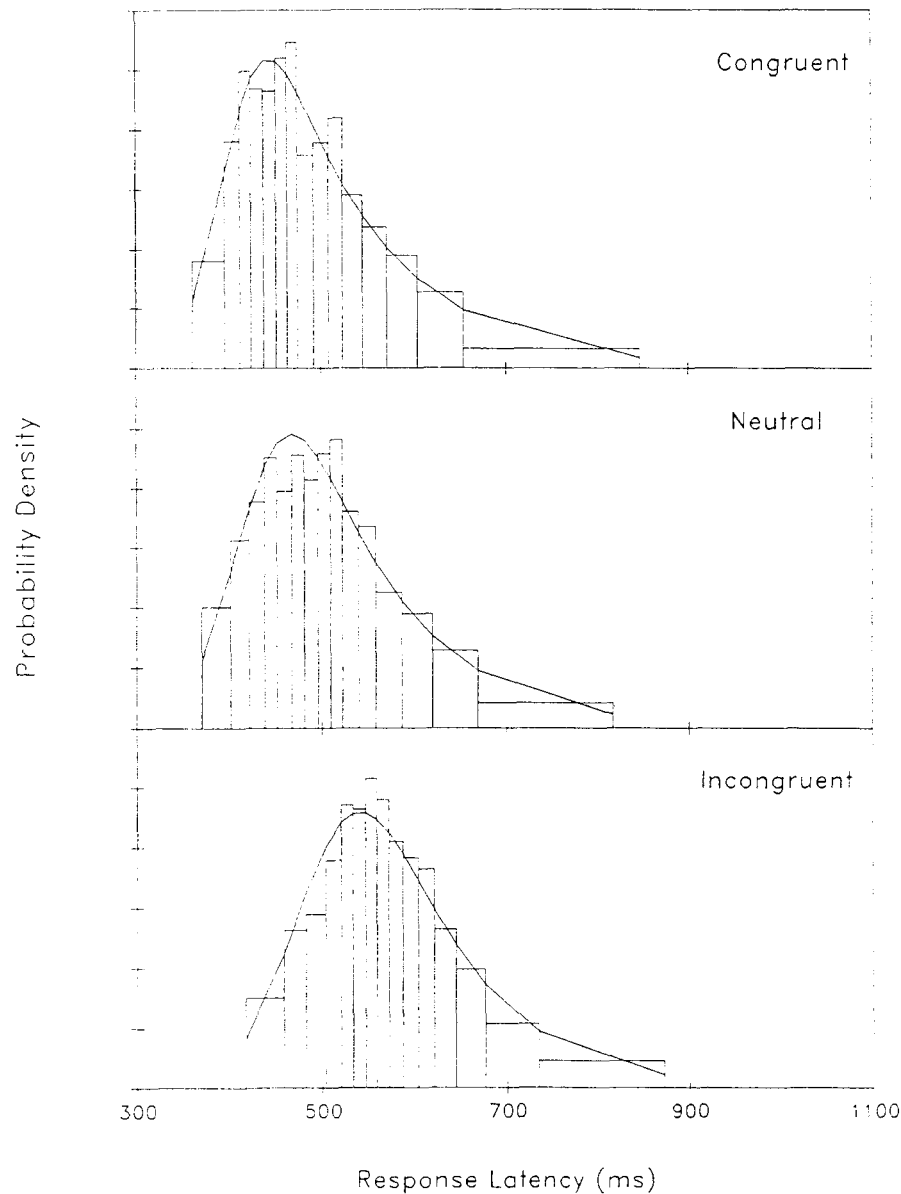 Congruent
Neutral
Incongruent
Probability Density
300 500 700 900 1100
Response Latency (ms)